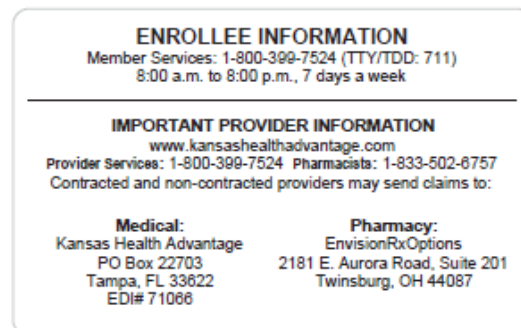 ENROLLEE INFORMATION
Member Services: 1-800-399-7524 (TTY/TDD: 711)
8:00 a.m. to 8:00 p.m., 7 days a week
IMPORTANT PROVIDER INFORMATION
www.kansashealthadvantage.com
Provider Services: 1-800-399-7524 Pharmacists: 1-833-502-6757
Contracted and non-contracted providers may send claims to:
Medical:
Kansas Health Advantage
PO Box 22703
Tampa, FL 33622
EDI# 71066
Pharmacy:
EnvisionRxOptions
2181 E. Aurora Road, Suite 201
Twinsburg, OH 44087